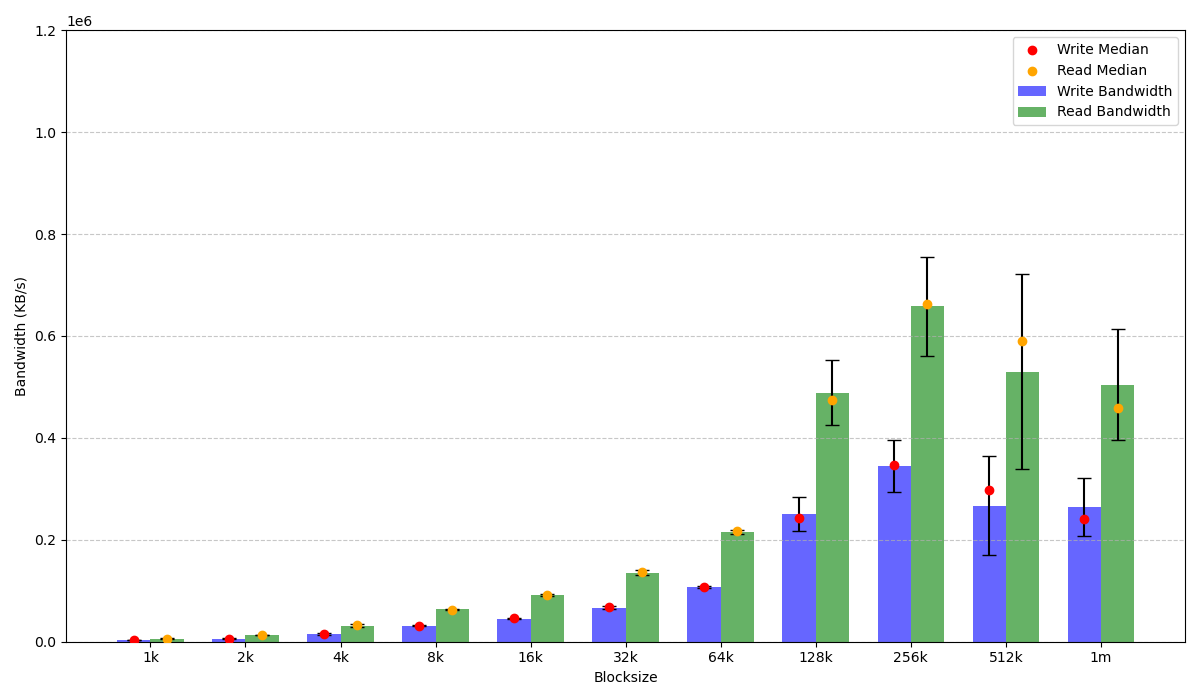 1e6
1.2
1.0
0.8
0.6
0.4
0.2
0.0
Bandwidth (KB/s)
Write Median
Read Median
Write Bandwidth
Read Bandwidth
1k 2k 4k 8k 16k 32k 64k 128k 256k 512k 1m
Blocksize